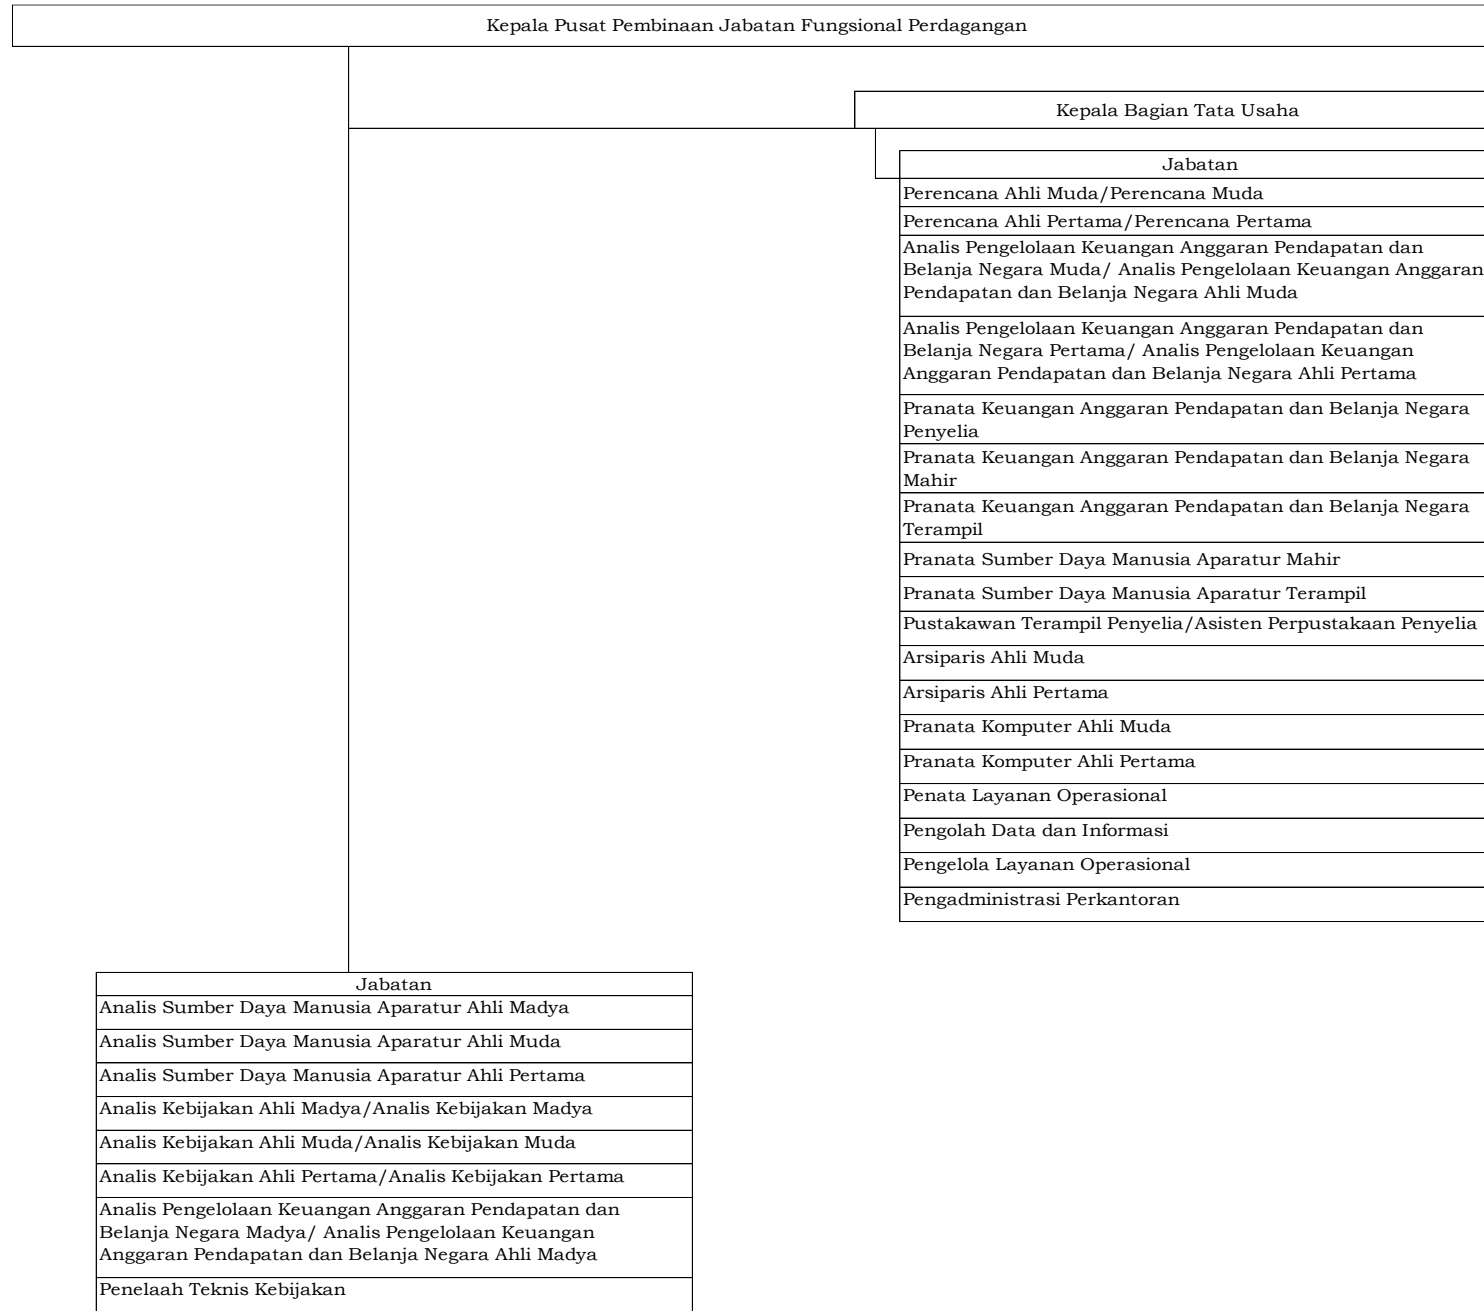 Kepala Pusat Pembinaan Jabatan Fungsional Perdagangan
Kepala Bagian Tata Usaha
Jabatan
Perencana Ahli Muda/Perencana Muda
Perencana Ahli Pertama/Perencana Pertama
Analis Pengelolaan Keuangan Anggaran Pendapatan dan
Belanja Negara Muda/ Analis Pengelolaan Keuangan Anggaran
Pendapatan dan Belanja Negara Ahli Muda
Analis Pengelolaan Keuangan Anggaran Pendapatan dan
Belanja Negara Pertama/ Analis Pengelolaan Keuangan
Anggaran Pendapatan dan Belanja Negara Ahli Pertama
Pranata Keuangan Anggaran Pendapatan dan Belanja Negara
Penyelia
Pranata Keuangan Anggaran Pendapatan dan Belanja Negara
Mahir
Pranata Keuangan Anggaran Pendapatan dan Belanja Negara
Terampil
Pranata Sumber Daya Manusia Aparatur Mahir
Pranata Sumber Daya Manusia Aparatur Terampil
Pustakawan Terampil Penyelia/Asisten Perpustakaan Penyelia
Arsiparis Ahli Muda
Arsiparis Ahli Pertama
Pranata Komputer Ahli Muda
Pranata Komputer Ahli Pertama
Penata Layanan Operasional
Pengolah Data dan Informasi
Pengelola Layanan Operasional
Pengadministrasi Perkantoran
Jabatan
Analis Sumber Daya Manusia Aparatur Ahli Madya
Analis Sumber Daya Manusia Aparatur Ahli Muda
Analis Sumber Daya Manusia Aparatur Ahli Pertama
Analis Kebijakan Ahli Madya/Analis Kebijakan Madya
Analis Kebijakan Ahli Muda/Analis Kebijakan Muda
Analis Kebijakan Ahli Pertama/Analis Kebijakan Pertama
Analis Pengelolaan Keuangan Anggaran Pendapatan dan
Belanja Negara Madya/ Analis Pengelolaan Keuangan
Anggaran Pendapatan dan Belanja Negara Ahli Madya
Penelaah Teknis Kebijakan